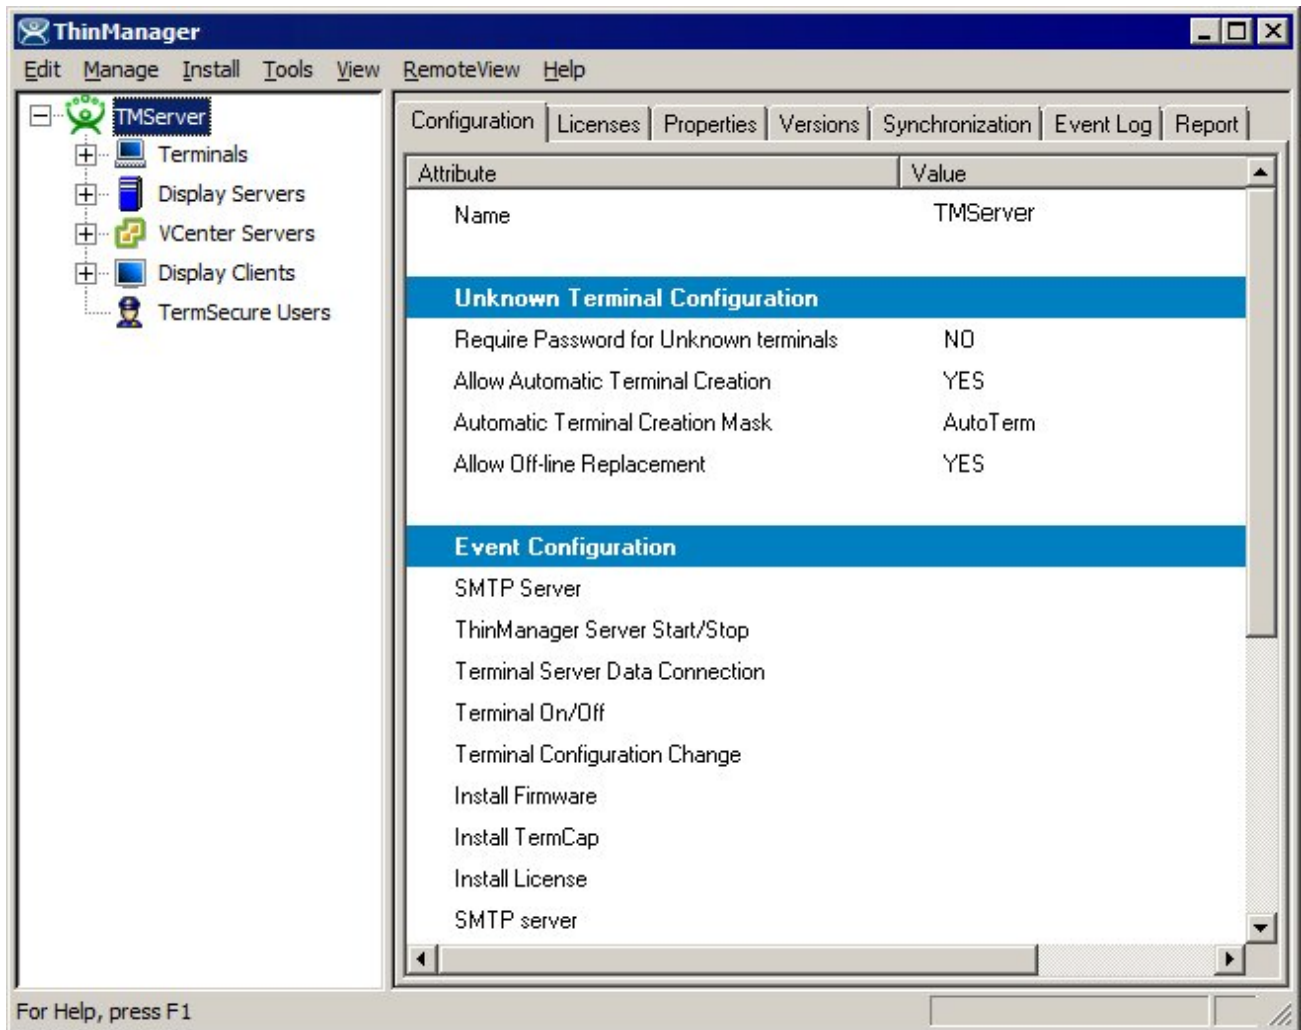 ThinManager
Edit Manage Install Tools View RemoteView Help
TMServer
Terminals
Display Servers
VCenter Servers
Display Clients
TermSecure Users
Configuration Licenses Properties Versions Synchronization Event Log Report
Attribute Value
Name TMServer
Unknown Terminal Configuration
Require Password for Unknown terminals NO
Allow Automatic Terminal Creation YES
Automatic Terminal Creation Mask AutoTerm
Allow Off-line Replacement YES
Event Configuration
SMTP Server
ThinManager Server Start/Stop
Terminal Server Data Connection
Terminal On/Off
Terminal Configuration Change
Install Firmware
Install TermCap
Install License
SMTP server
For Help, press F1